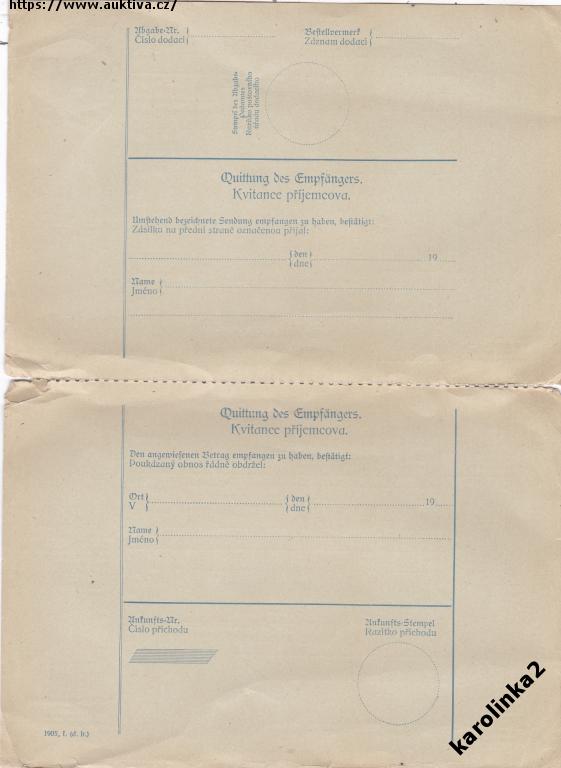 https://www.auktiva.cz/
Abgabe-Nr.
Číslo dodací
Bestellvermerk
Záznam dodací
Stempel des Abgabe-
Postamtes
Razítko poštovního
úřadu dodacího
Quittung des Empfängers.
Kvitance příjemcova.
Umstehend bezeichnete Sendung empfangen zu haben, bestätigt:
Zásilku na přední straně označenou přijal:
den
dne
19
Name
Jméno
Quittung des Empfängers.
Kvitance příjemcova.
Den angewiesenen Betrag empfangen zu haben, bestätigt:
Poukázaný obnos řádně obdržel:
Ort
V
den
dne
19
Name
Jméno
Ankunfts-Nr.
Číslo příchodu
Ankunfts-Stempel
Razítko příchodu
karolinka2